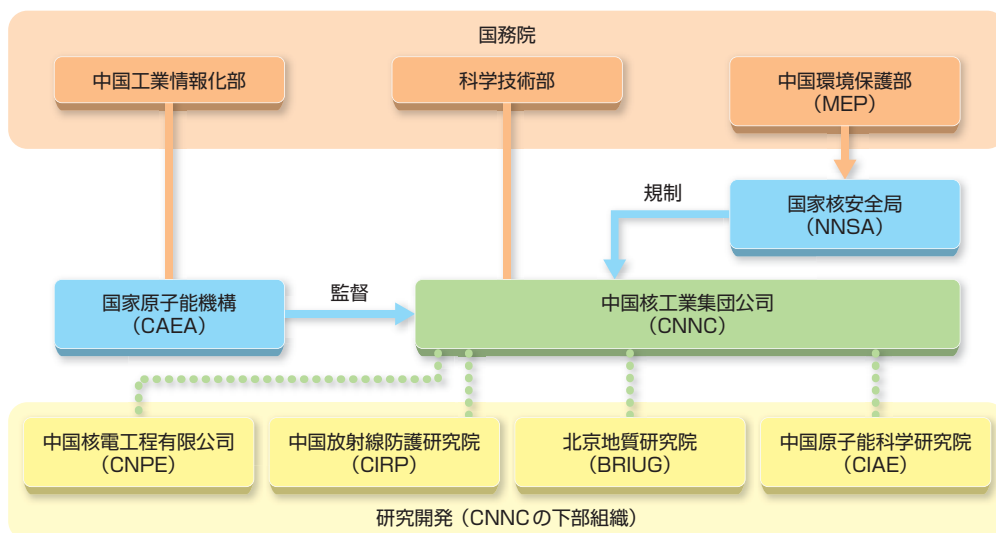 国務院
中国工業情報化部
科学技術部
中国環境保護部
（MEP）
規制
国家核安全局
（NNSA）
国家原子能機構
（CAEA）
監督
中国核工業集団公司
（CNNC）
中国核電工程有限公司
（CNPE）
中国放射線防護研究院
（CIRP）
北京地質研究院
（BRIUG）
中国原子能科学研究院
（CIAE）
研究開発（CNNCの下部組織）